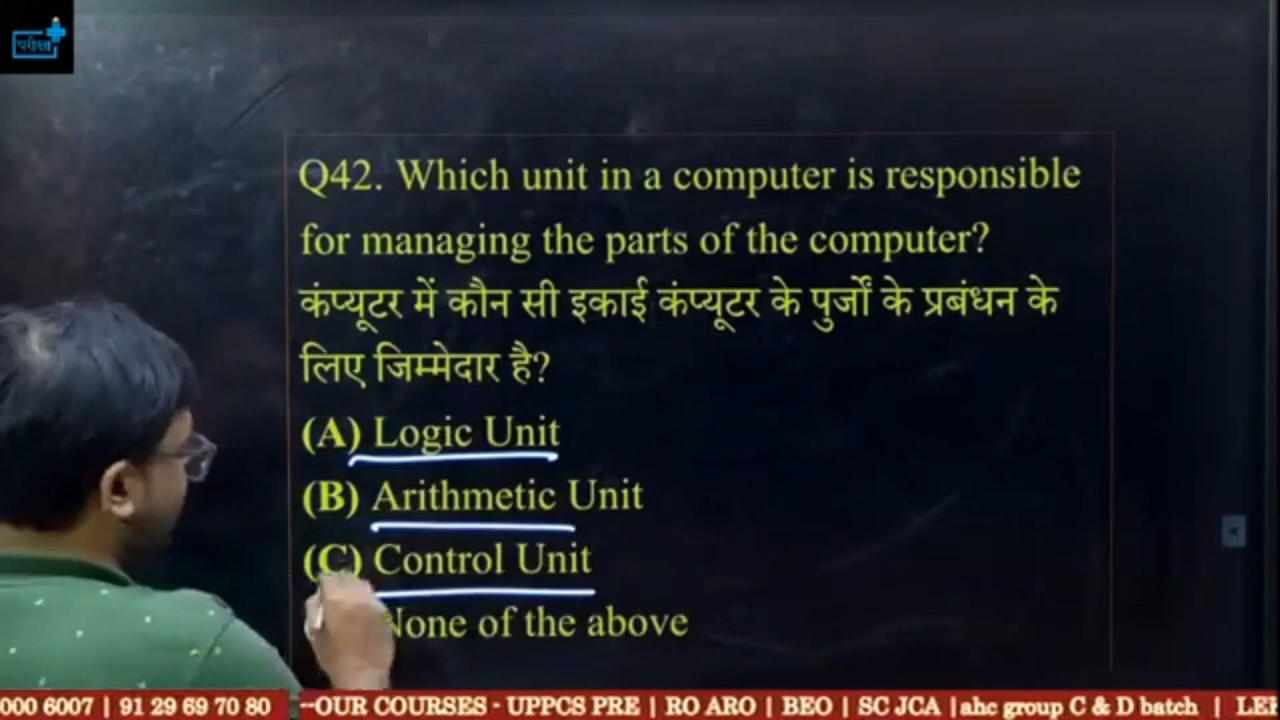 परीक्षा
Q42. Which unit in a computer is responsible
for managing the parts of the computer?
कंप्यूटर में कौन सी इकाई कंप्यूटर के पुर्जों के प्रबंधन के
लिए जिम्मेदार है?
(A) Logic Unit
(B) Arithmetic Unit
(C) Control Unit
None of the above
000 6007 | 91 29 69 70 80 --OUR COURSES - UPPCS PRE | RO ARO | BEO | SC JCA |ahc group C & D batch |